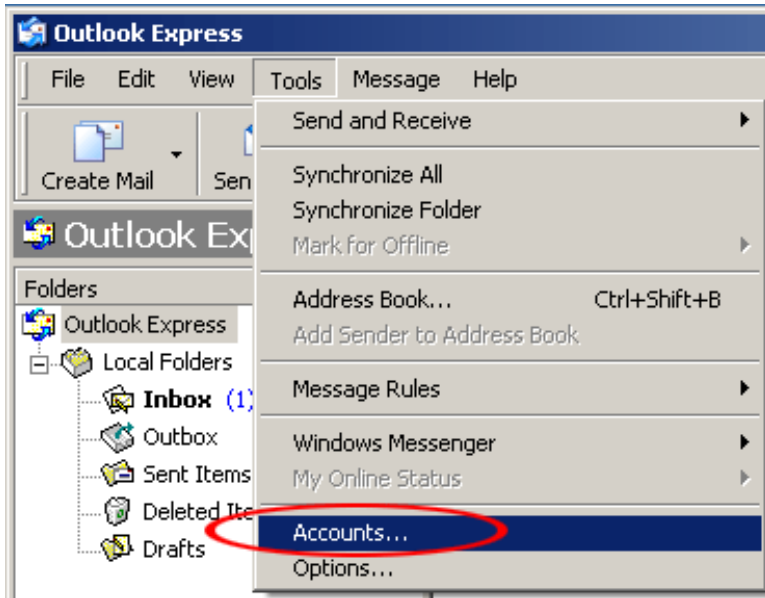 Outlook Express
File Edit View Tools Message Help
Create Mail
Send and Receive
Synchronize All
Synchronize Folder
Mark for Offline
Address Book... Ctrl+Shift+B
Add Sender to Address Book
Message Rules
Windows Messenger
My Online Status
Accounts...
Options...
Sen
Outlook Ex
Folders
Outlook Express
Local Folders
Inbox (1)
Outbox
Sent Items
Deleted Ite
Drafts